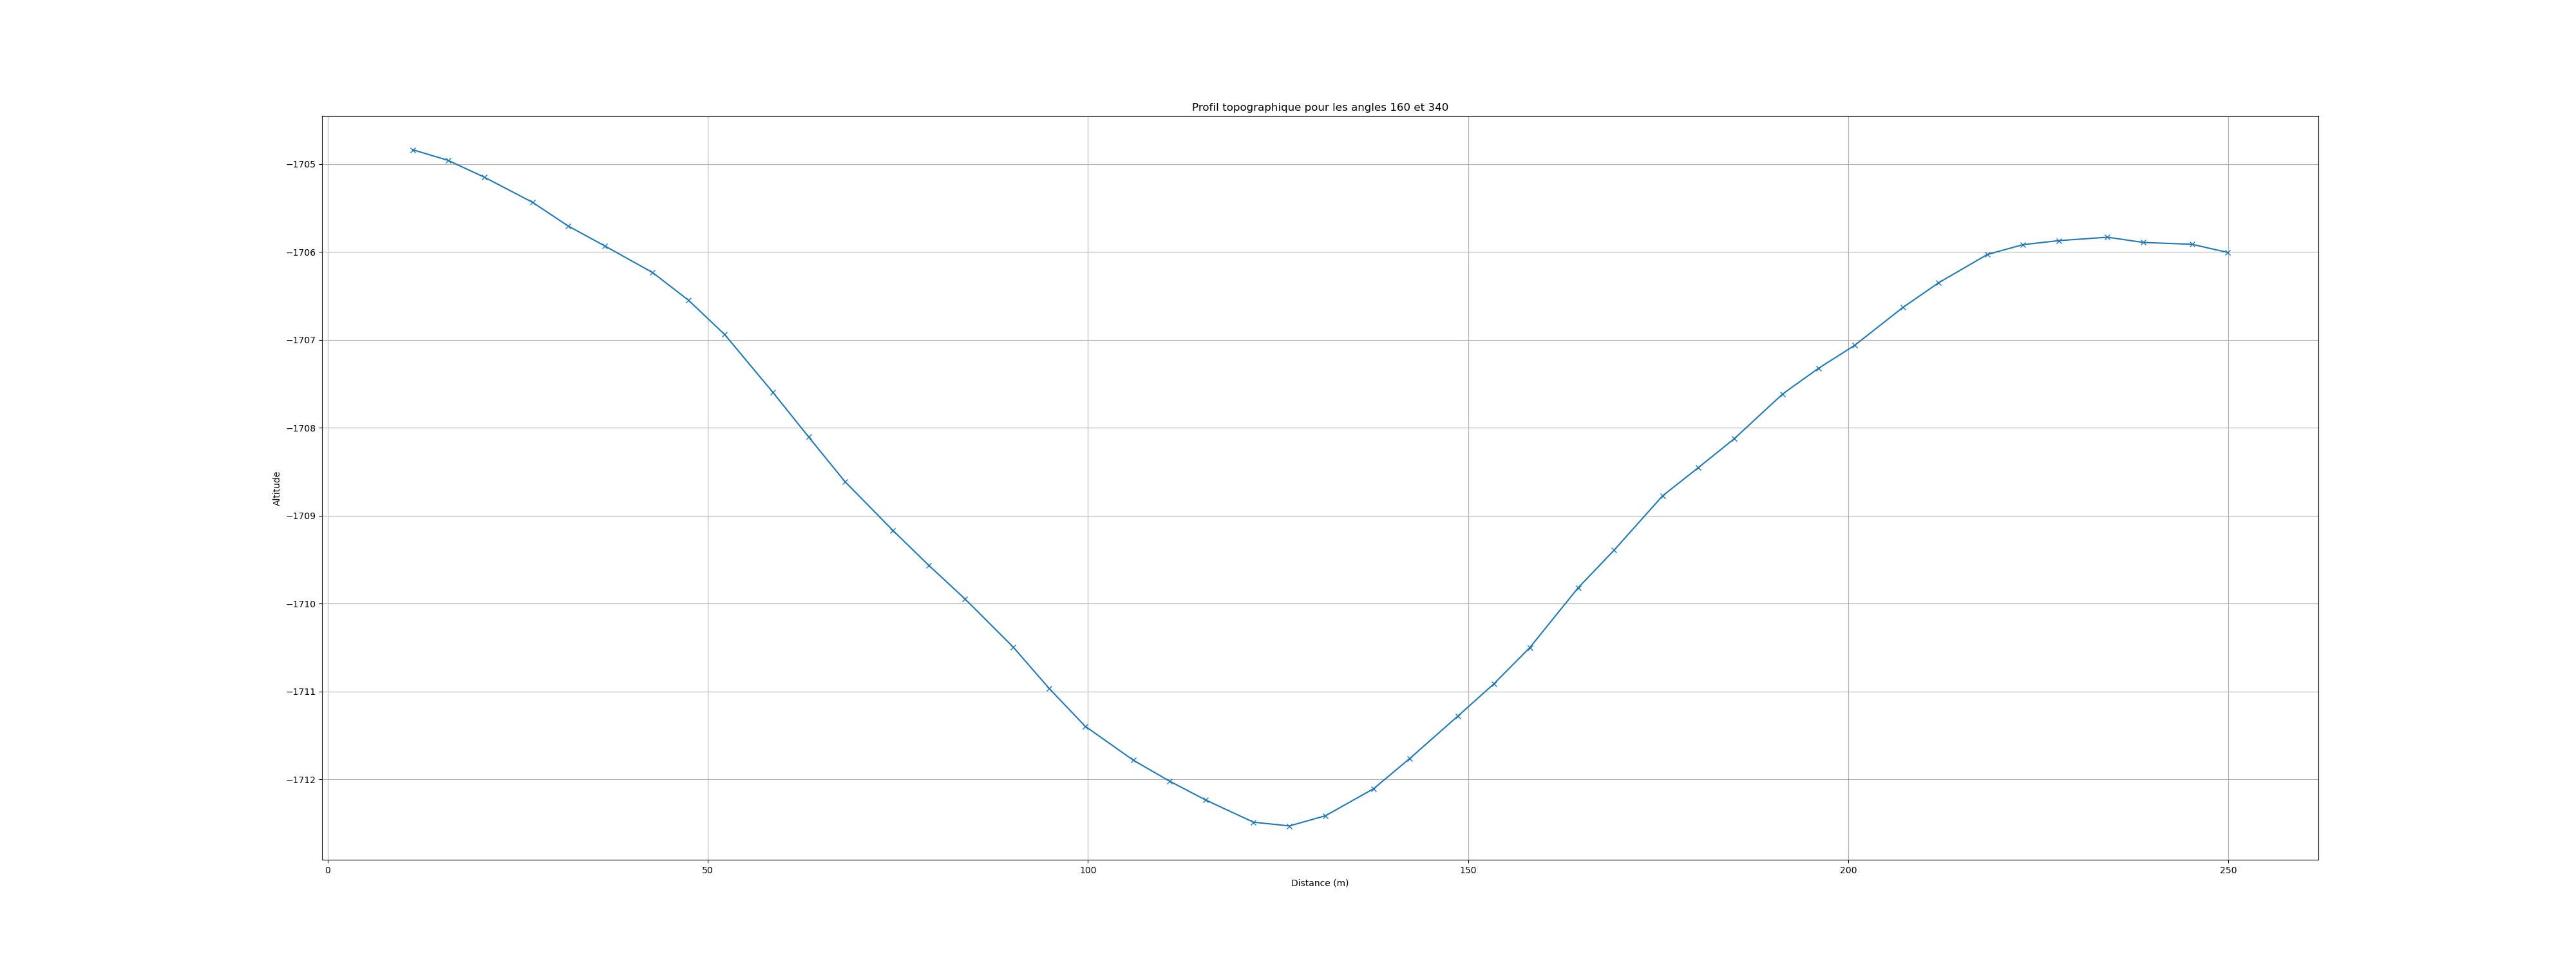 Profil topographique pour les angles 160 et 340
−1705
−1706
−1707
−1708
−1709
−1710
−1711
−1712
Altitude
0 50 100 150 200 250
Distance (m)